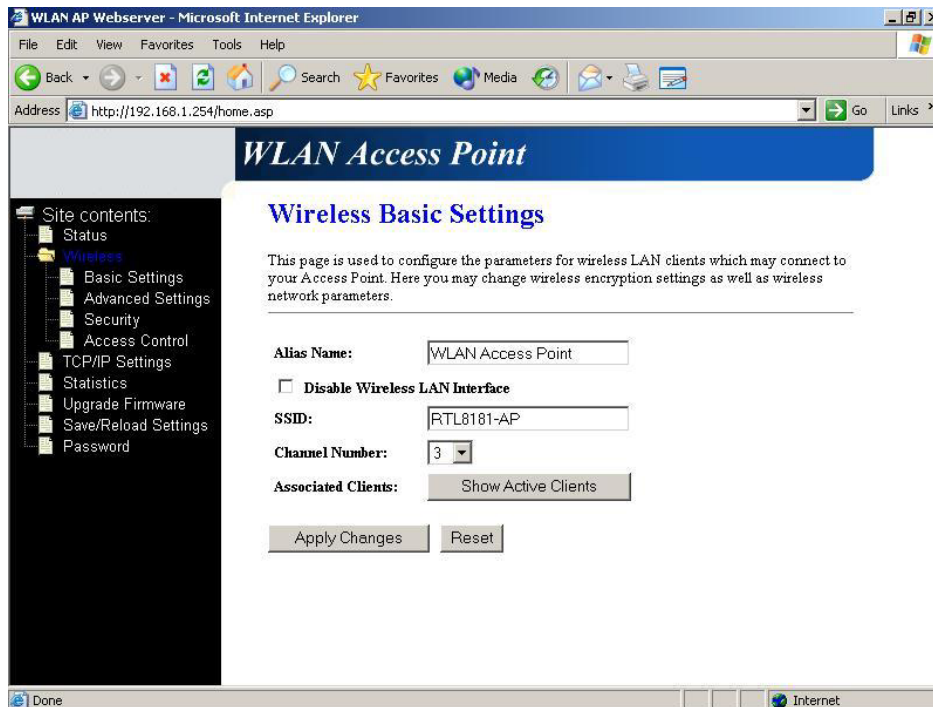 WLAN AP Webserver - Microsoft Internet Explorer
File Edit View Favorites Tools Help
Back Search Favorites Media
Address http://192.168.1.254/home.asp Go Links
WLAN Access Point
Site contents:
Status
Wireless
Basic Settings
Advanced Settings
Security
Access Control
TCP/IP Settings
Statistics
Upgrade Firmware
Save/Reload Settings
Password
Wireless Basic Settings
This page is used to configure the parameters for wireless LAN clients which may connect to
your Access Point. Here you may change wireless encryption settings as well as wireless
network parameters.
Alias Name: WLAN Access Point
Disable Wireless LAN Interface
SSID: RTL8181-AP
Channel Number: 3
Associated Clients: Show Active Clients
Apply Changes Reset
Done Internet